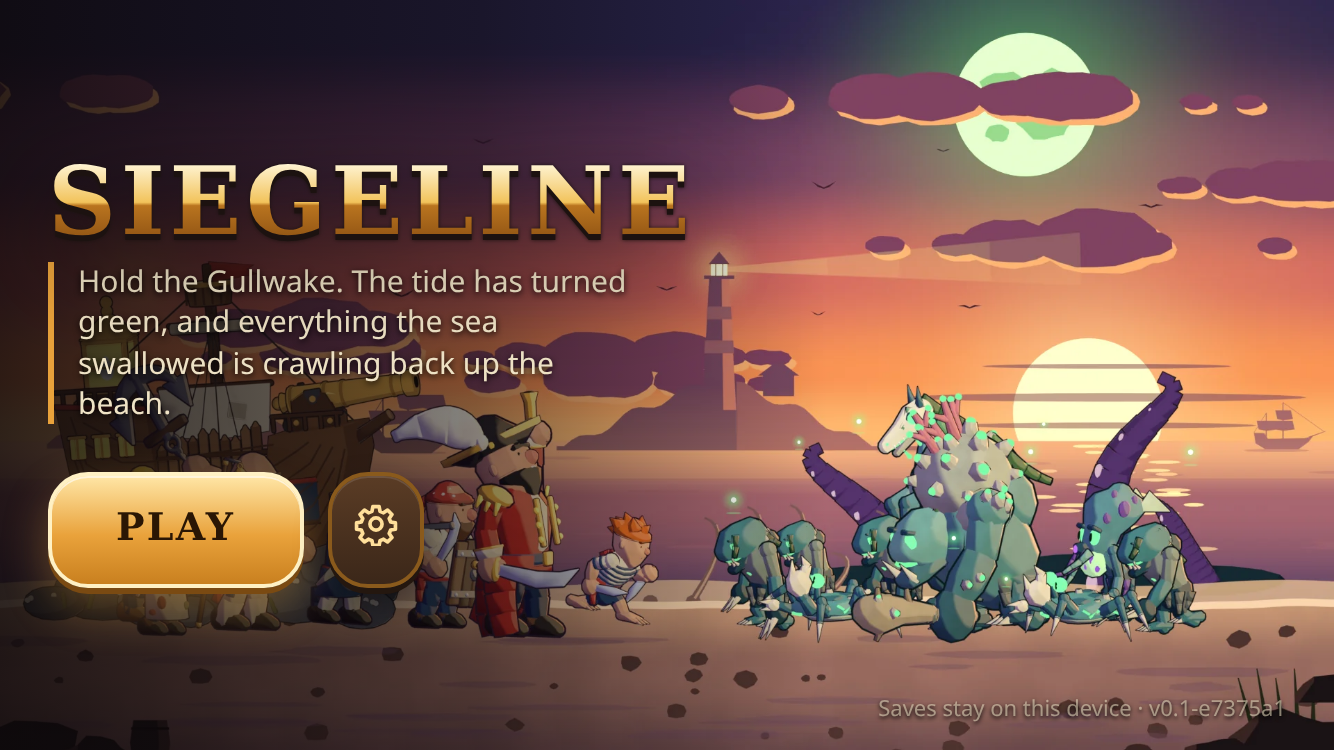 SIEGELINE
Hold the Gullwake. The tide has turned
green, and everything the sea
swallowed is crawling back up the
beach.
PLAY
Saves stay on this device · v0.1-e7375a1